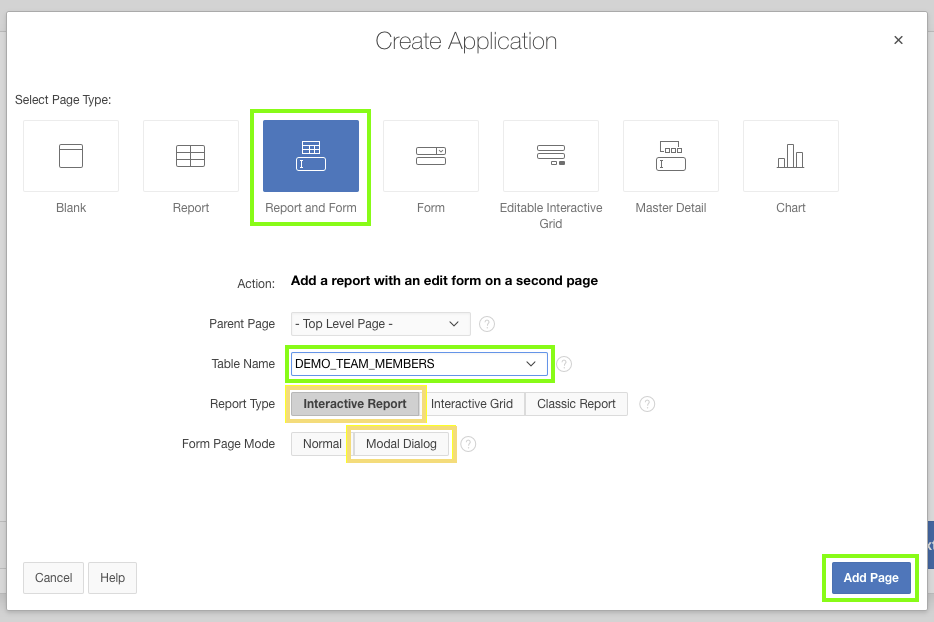 Create Application
×
Select Page Type:
Blank
Report
Report and Form
Form
Editable Interactive
Grid
Master Detail
Chart
Action: Add a report with an edit form on a second page
Parent Page - Top Level Page - ?
Table Name DEMO_TEAM_MEMBERS ?
Report Type Interactive Report Interactive Grid Classic Report ?
Form Page Mode Normal Modal Dialog ?
Cancel Help Add Page